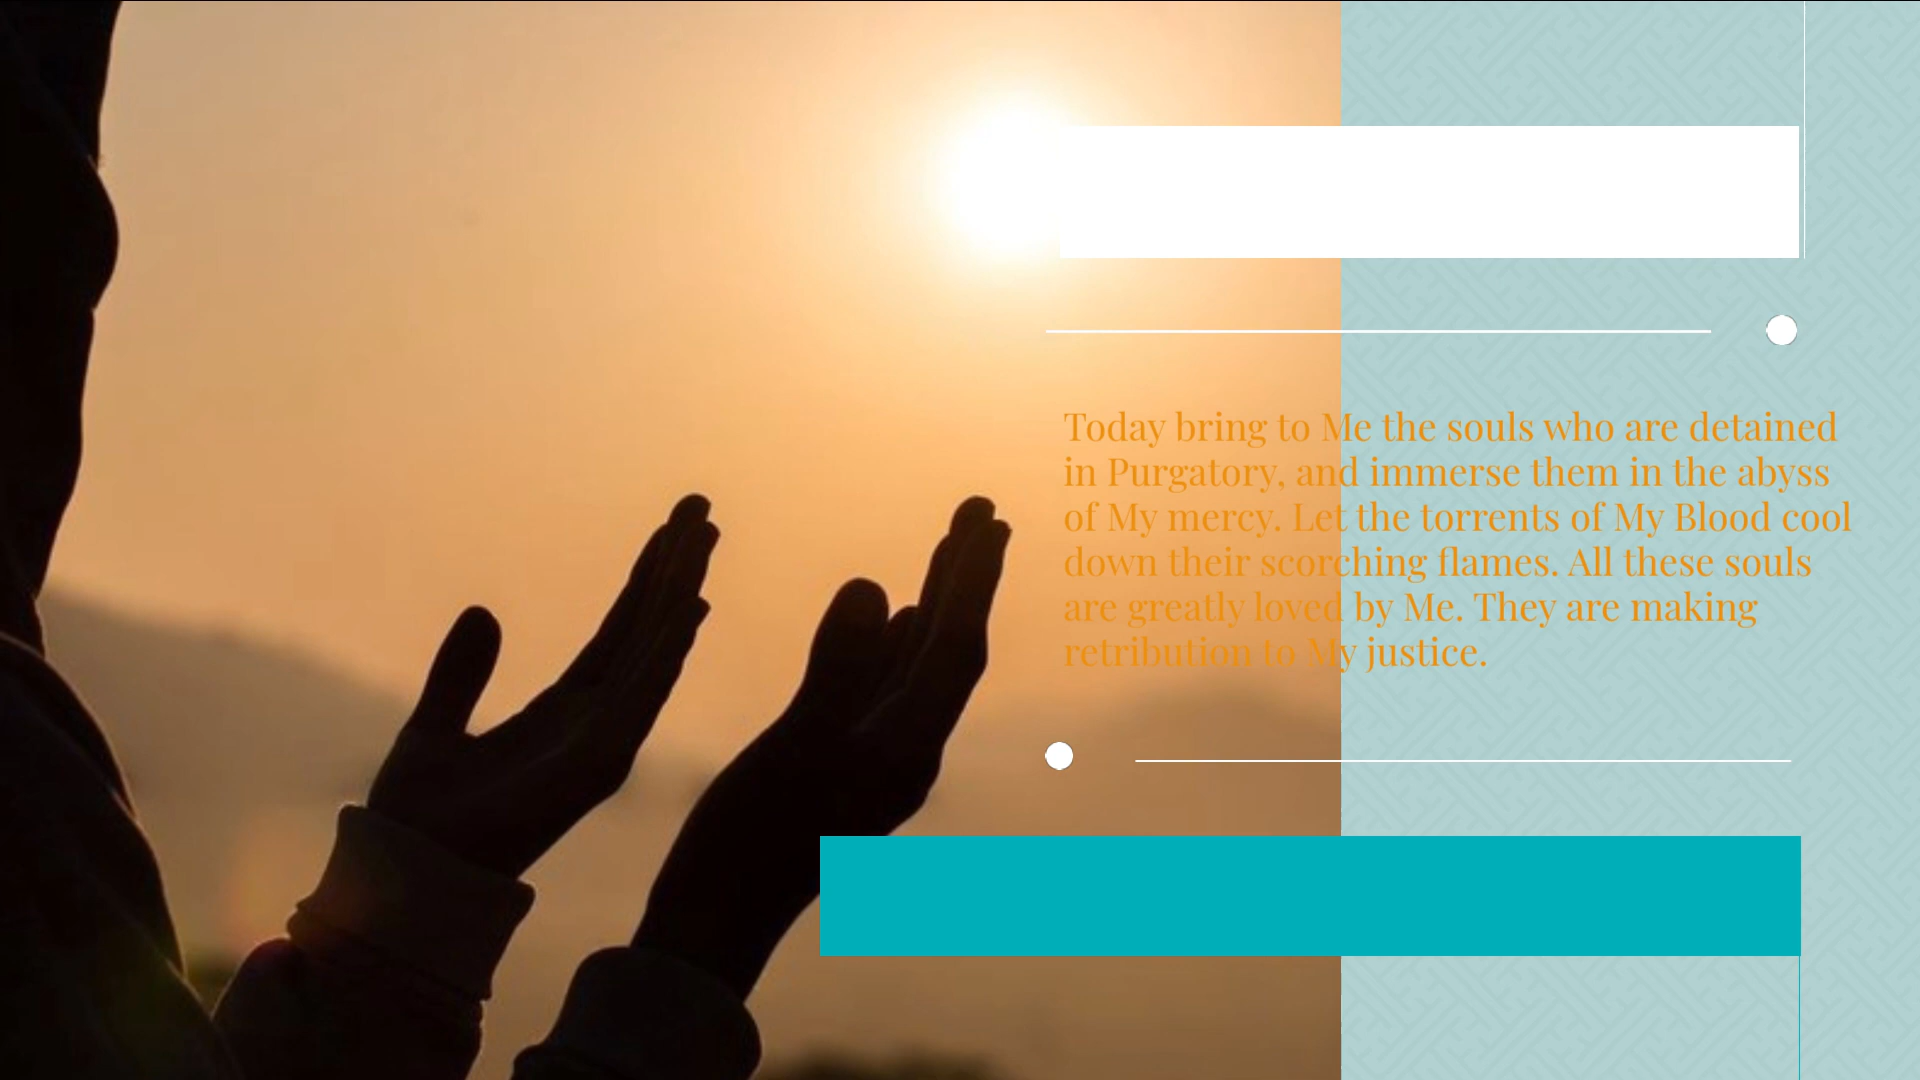 Today bring to Me the souls who are detained
in Purgatory, and immerse them in the abyss
of My mercy. Let the torrents of My Blood cool
down their scorching flames. All these souls
are greatly loved by Me. They are making
retribution to My justice.